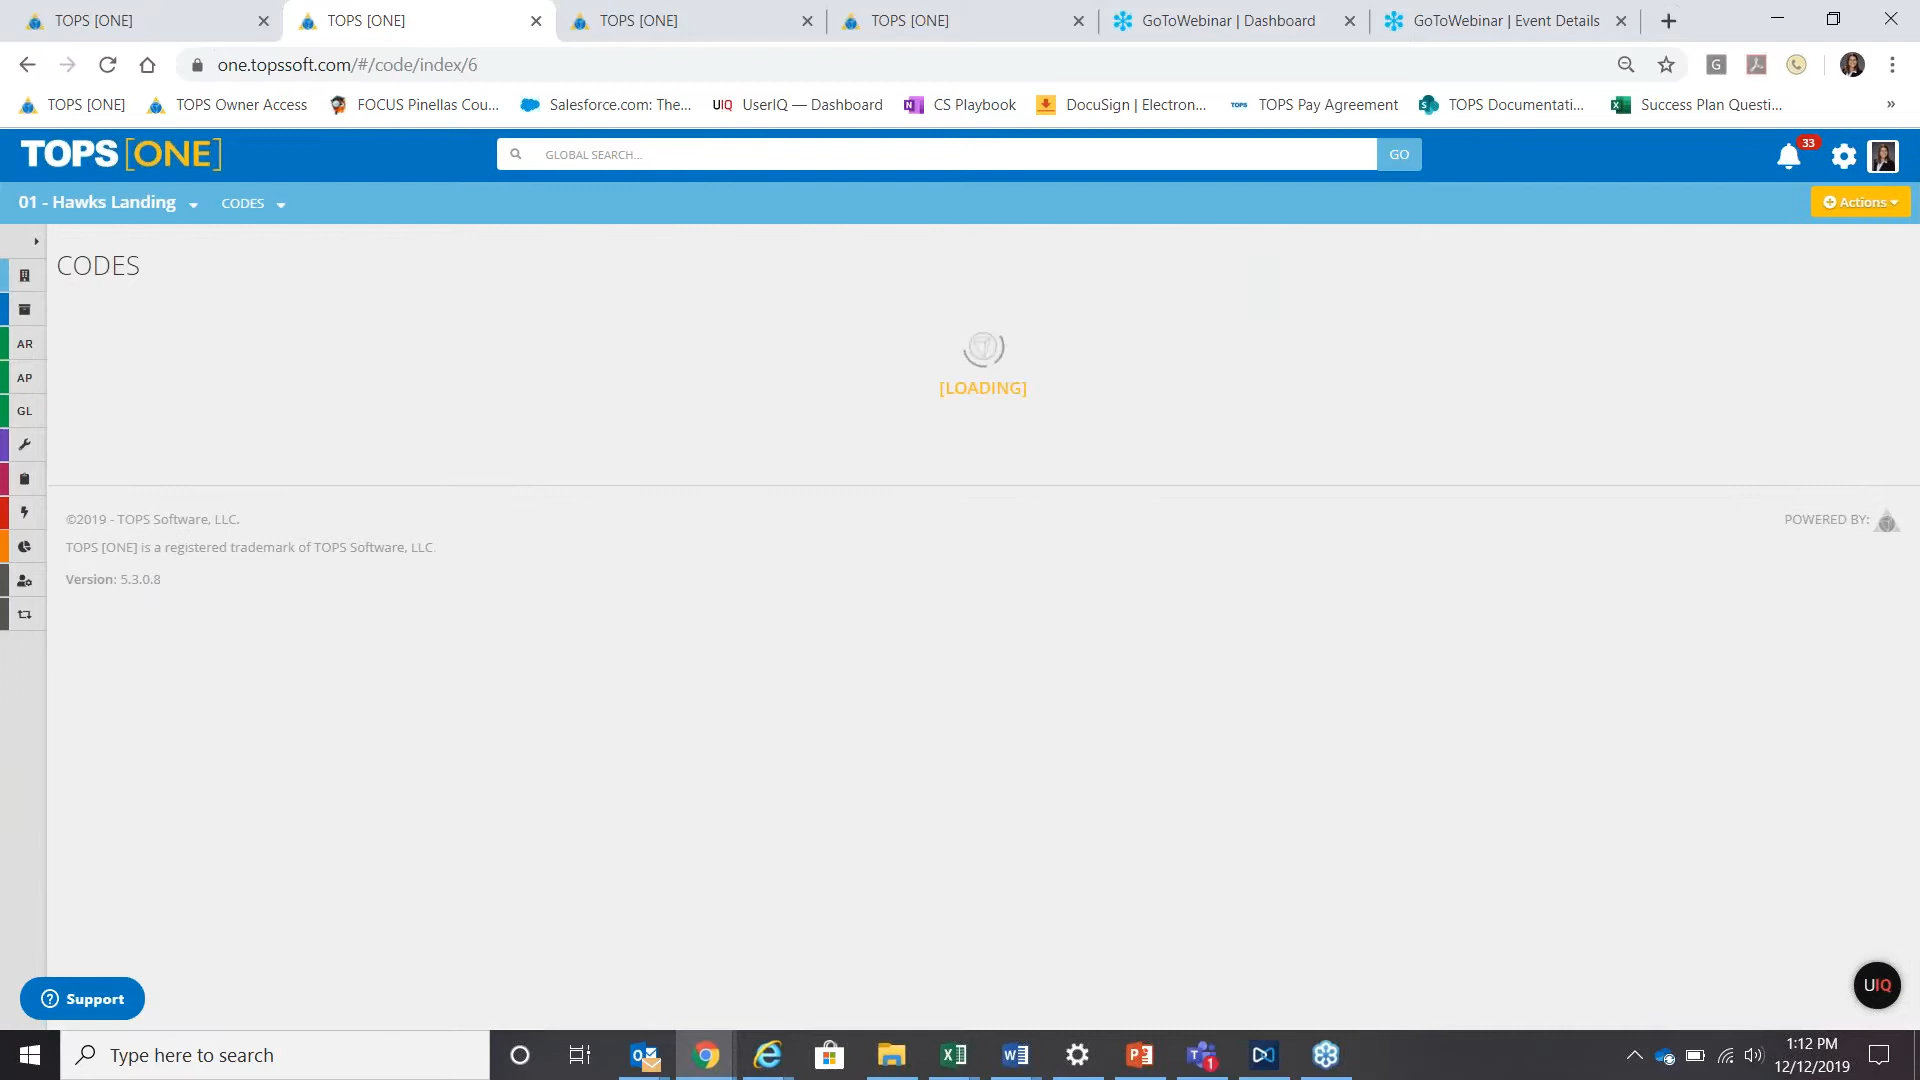 TOPS [ONE] TOPS [ONE] TOPS [ONE] TOPS [ONE] GoToWebinar | Dashboard GoToWebinar | Event Details
one.topssoft.com/#/code/index/6
TOPS [ONE] TOPS Owner Access FOCUS Pinellas Cou... Salesforce.com: The... UIQ UserIQ — Dashboard CS Playbook DocuSign | Electron... TOPS TOPS Pay Agreement TOPS Documentati... Success Plan Questi... »
TOPS [ONE] GLOBAL SEARCH... GO 33
01 - Hawks Landing CODES Actions
CODES
AR
AP
GL
[LOADING]
©2019 - TOPS Software, LLC. POWERED BY:
TOPS [ONE] is a registered trademark of TOPS Software, LLC.
Version: 5.3.0.8
Support
UIQ
Type here to search
1:12 PM
12/12/2019